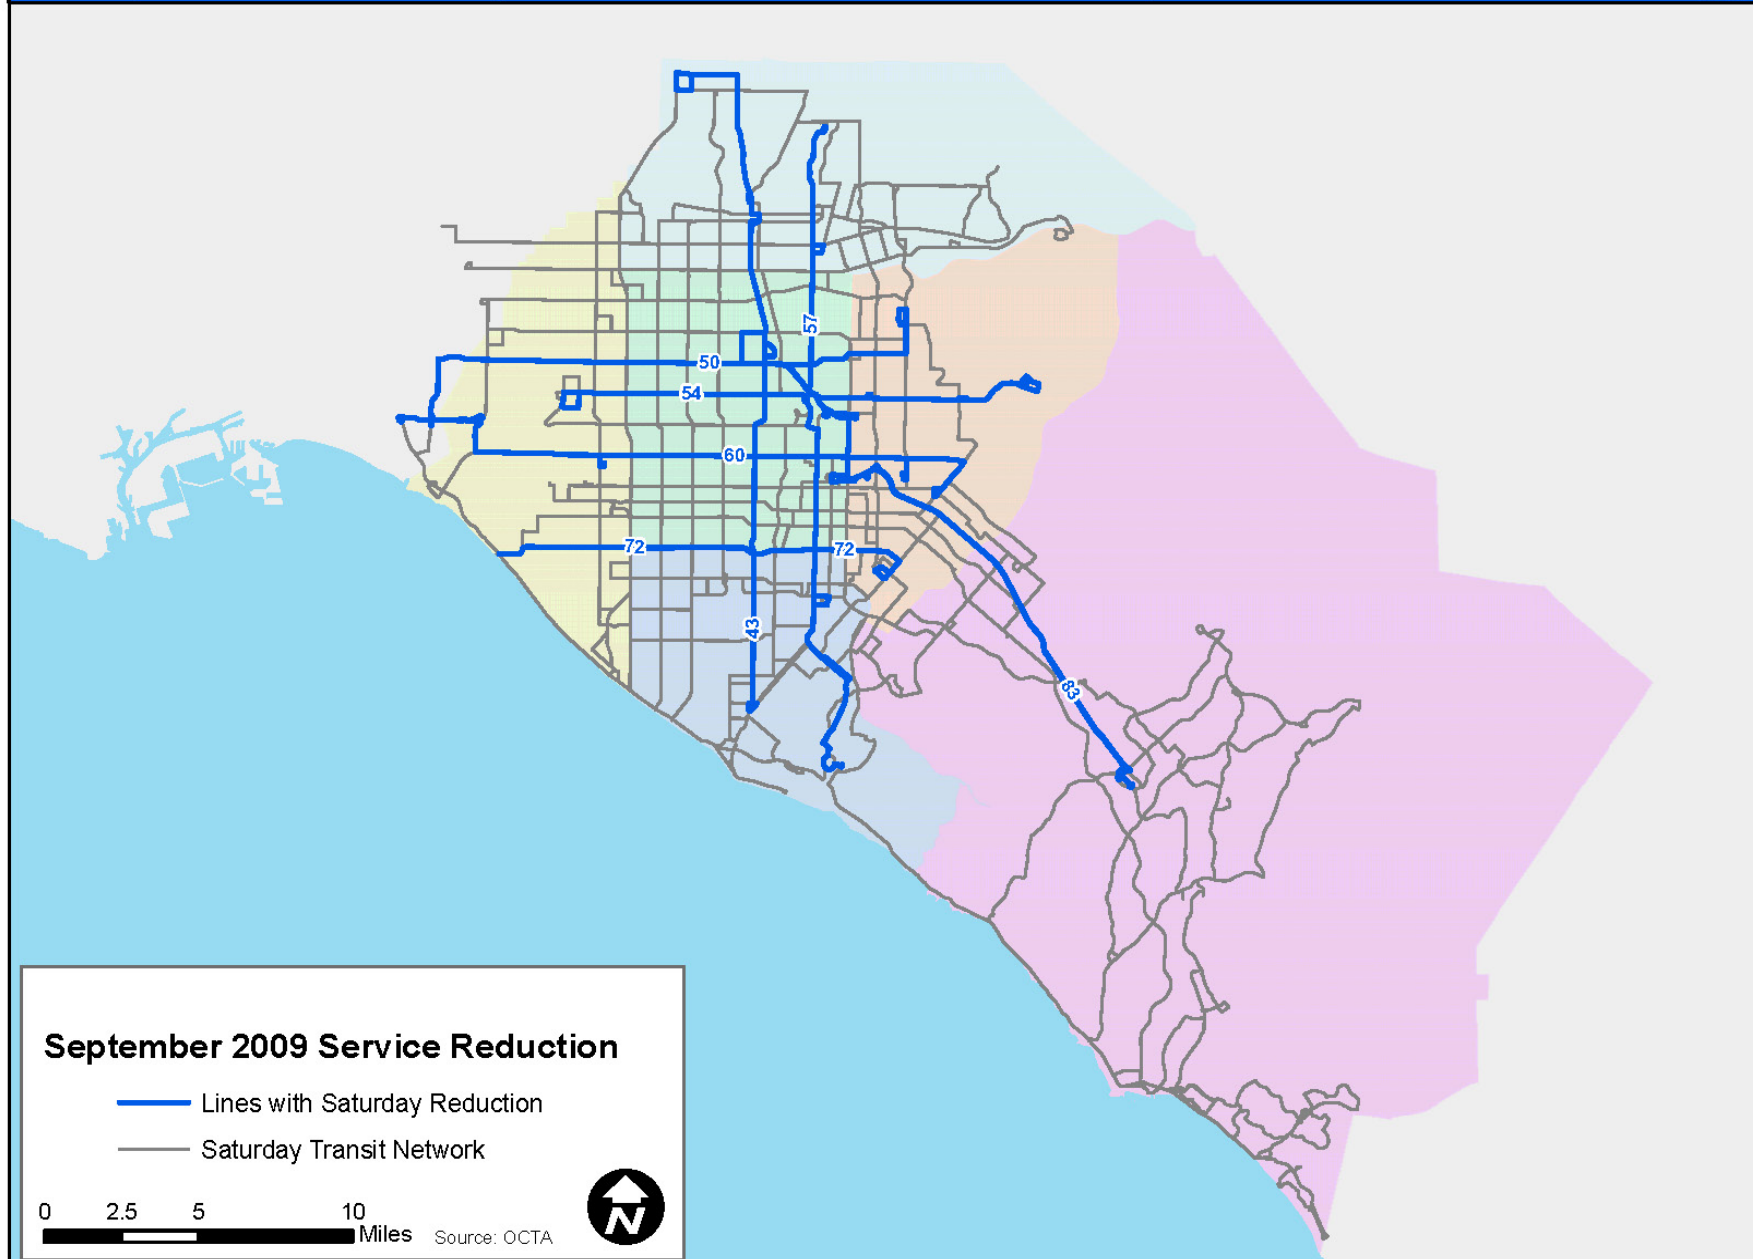 57
50
54
60
72
72
43
83
September 2009 Service Reduction
Lines with Saturday Reduction
Saturday Transit Network
N
0 2.5 5 10
Miles Source: OCTA